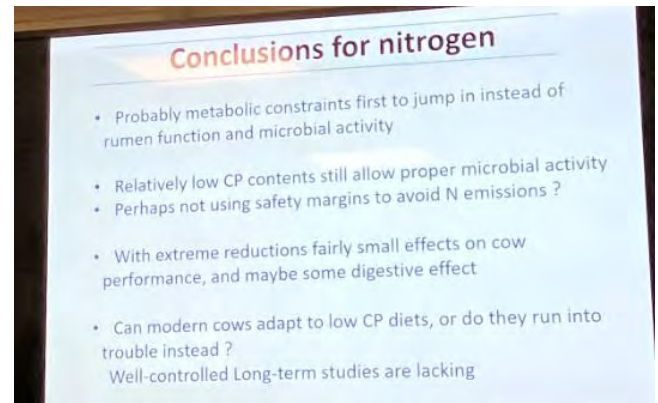 Conclusions for nitrogen
• Probably metabolic constraints first to jump in instead of
rumen function and microbial activity
• Relatively low CP contents still allow proper microbial activity
• Perhaps not using safety margins to avoid N emissions ?
• With extreme reductions fairly small effects on cow
performance, and maybe some digestive effect
• Can modern cows adapt to low CP diets, or do they run into
trouble instead ?
Well-controlled Long-term studies are lacking